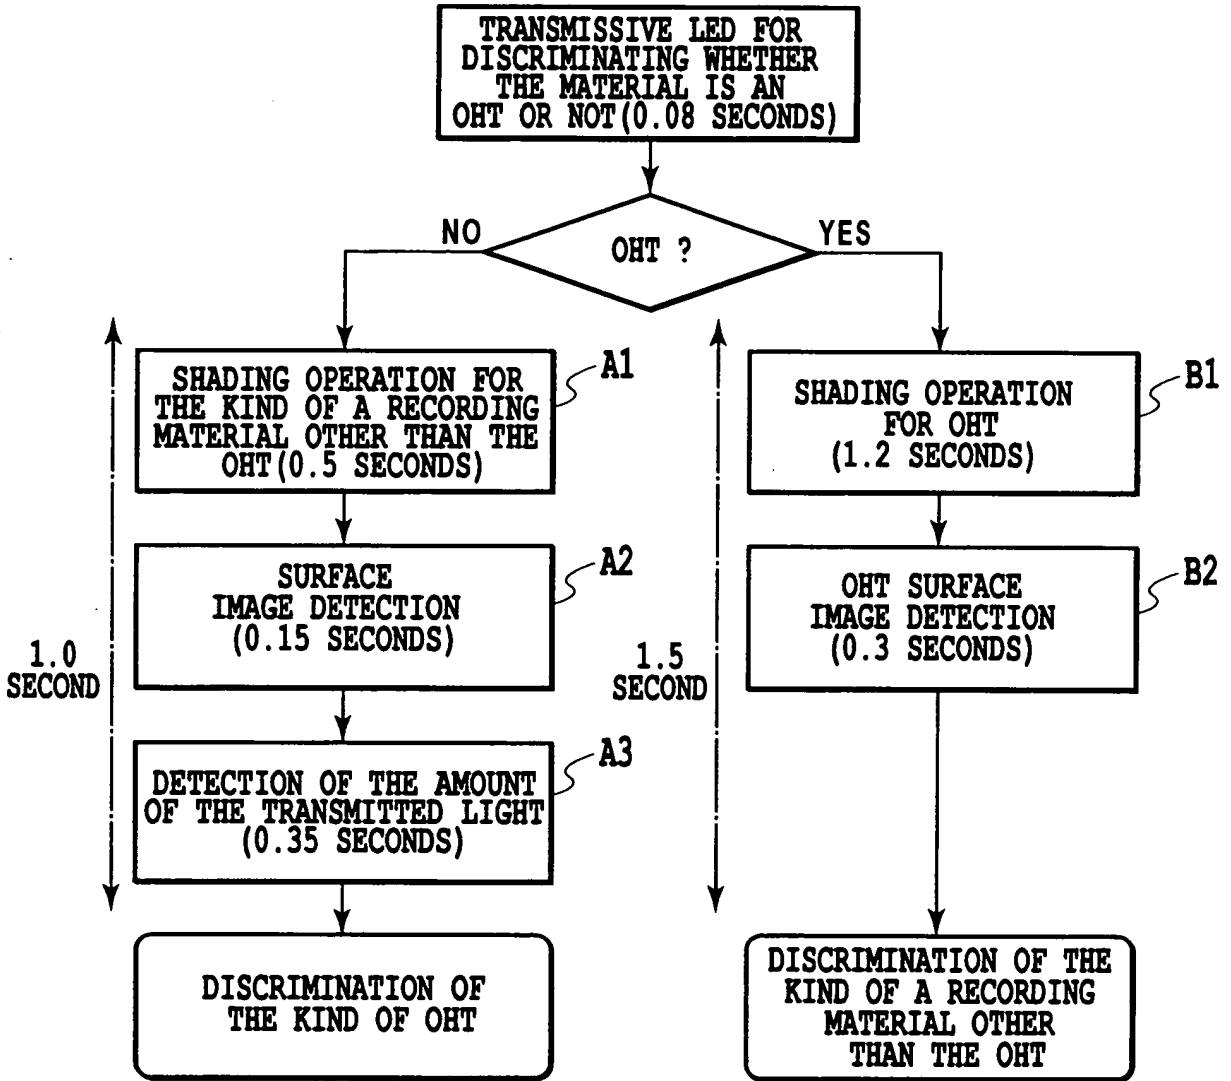 TRANSMISSIVE LED FOR
DISCRIMINATING WHETHER
THE MATERIAL IS AN
OHT OR NOT(0.08 SECONDS)
OHT ?
NO
YES
SHADING OPERATION FOR
THE KIND OF A RECORDING
MATERIAL OTHER THAN THE
OHT(0.5 SECONDS)
A1
SURFACE
IMAGE DETECTION
(0.15 SECONDS)
A2
DETECTION OF THE AMOUNT
OF THE TRANSMITTED LIGHT
(0.35 SECONDS)
A3
1.0
SECOND
DISCRIMINATION OF
THE KIND OF OHT
SHADING OPERATION
FOR OHT
(1.2 SECONDS)
B1
OHT SURFACE
IMAGE DETECTION
(0.3 SECONDS)
B2
1.5
SECOND
DISCRIMINATION OF THE
KIND OF A RECORDING
MATERIAL OTHER
THAN THE OHT